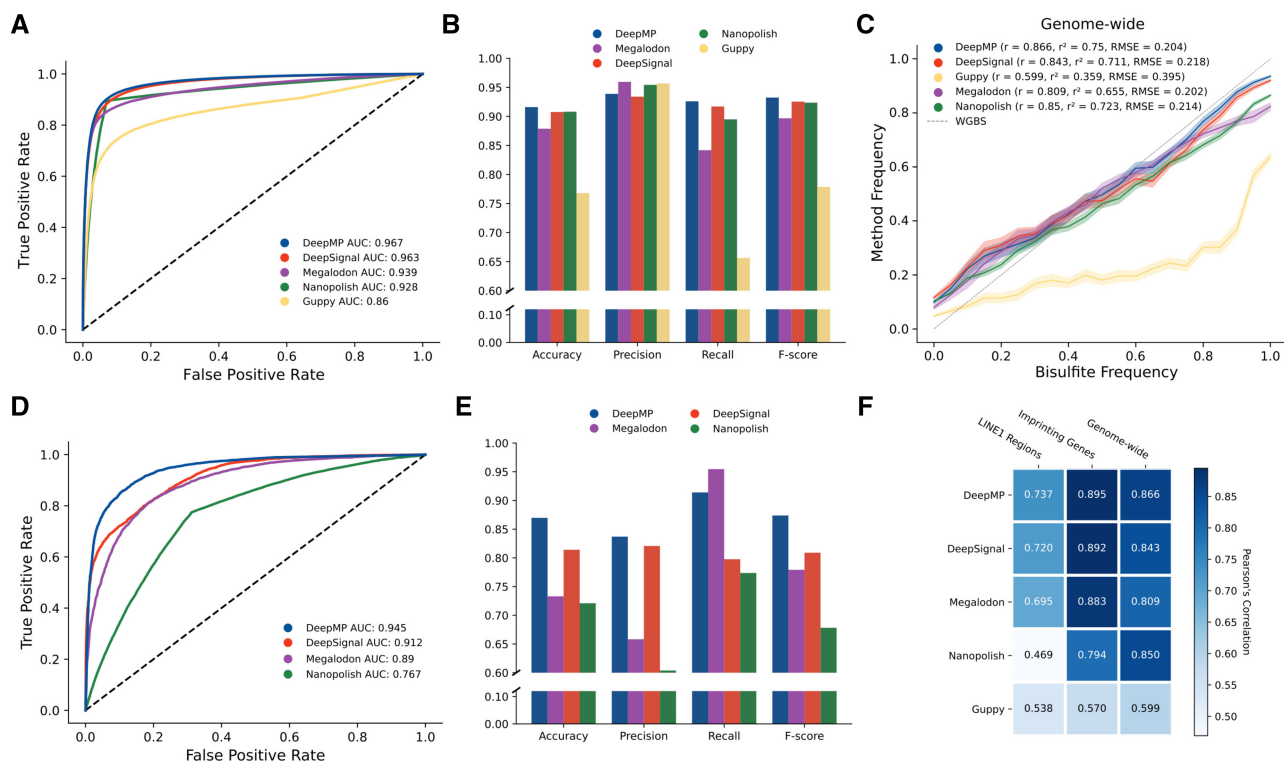 A
True Positive Rate
1.0
0.8
0.6
0.4
0.2
0.0
DeepMP AUC: 0.967
DeepSignal AUC: 0.963
Megalodon AUC: 0.939
Nanopolish AUC: 0.928
Guppy AUC: 0.86
0.0 0.2 0.4 0.6 0.8 1.0
False Positive Rate
B
DeepMP Nanopolish
Megalodon Guppy
DeepSignal
1.00
0.95
0.90
0.85
0.80
0.75
0.70
0.65
0.60
0.10
0.00
Accuracy Precision Recall F-score
C
Genome-wide
DeepMP (r = 0.866, r² = 0.75, RMSE = 0.204)
DeepSignal (r = 0.843, r² = 0.711, RMSE = 0.218)
Guppy (r = 0.599, r² = 0.359, RMSE = 0.395)
Megalodon (r = 0.809, r² = 0.655, RMSE = 0.202)
Nanopolish (r = 0.85, r² = 0.723, RMSE = 0.214)
WGBS
Method Frequency
1.0
0.8
0.6
0.4
0.2
0.0
0.0 0.2 0.4 0.6 0.8 1.0
Bisulfite Frequency
D
True Positive Rate
1.0
0.8
0.6
0.4
0.2
0.0
DeepMP AUC: 0.945
DeepSignal AUC: 0.912
Megalodon AUC: 0.89
Nanopolish AUC: 0.767
0.0 0.2 0.4 0.6 0.8 1.0
False Positive Rate
E
DeepMP DeepSignal
Megalodon Nanopolish
1.00
0.95
0.90
0.85
0.80
0.75
0.70
0.65
0.60
0.10
0.00
Accuracy Precision Recall F-score
F
LINE1 Regions
Imprinting Genes
Genome-wide
DeepMP 0.737 0.895 0.866
DeepSignal 0.720 0.892 0.843
Megalodon 0.695 0.883 0.809
Nanopolish 0.469 0.794 0.850
Guppy 0.538 0.570 0.599
0.85
0.80
0.75
0.70
0.65
0.60
0.55
0.50
Pearson's Correlation